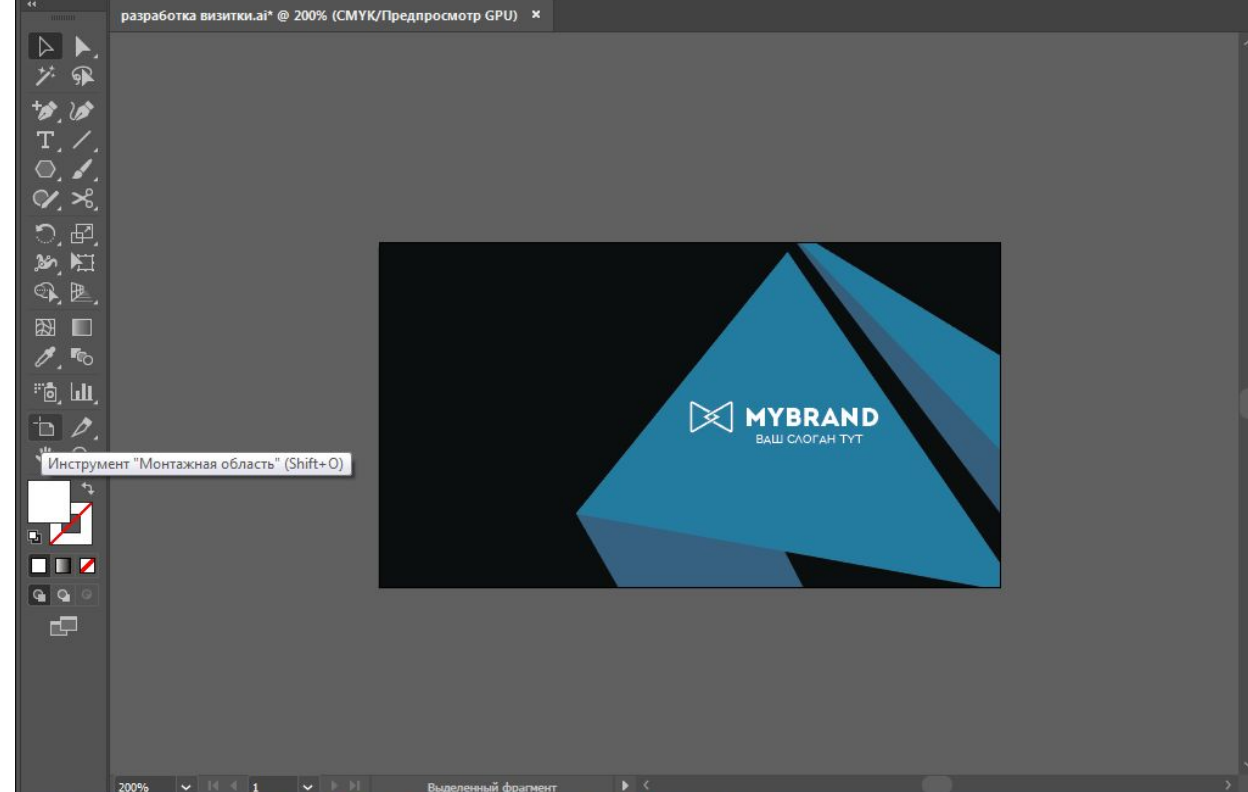 разработка визитки.ai* @ 200% (CMYK/Предпросмотр GPU) ×
MYBRAND
ВАШ СЛОГАН ТУТ
Инструмент "Монтажная область" (Shift+O)
200% 1 Выделенный фрагмент